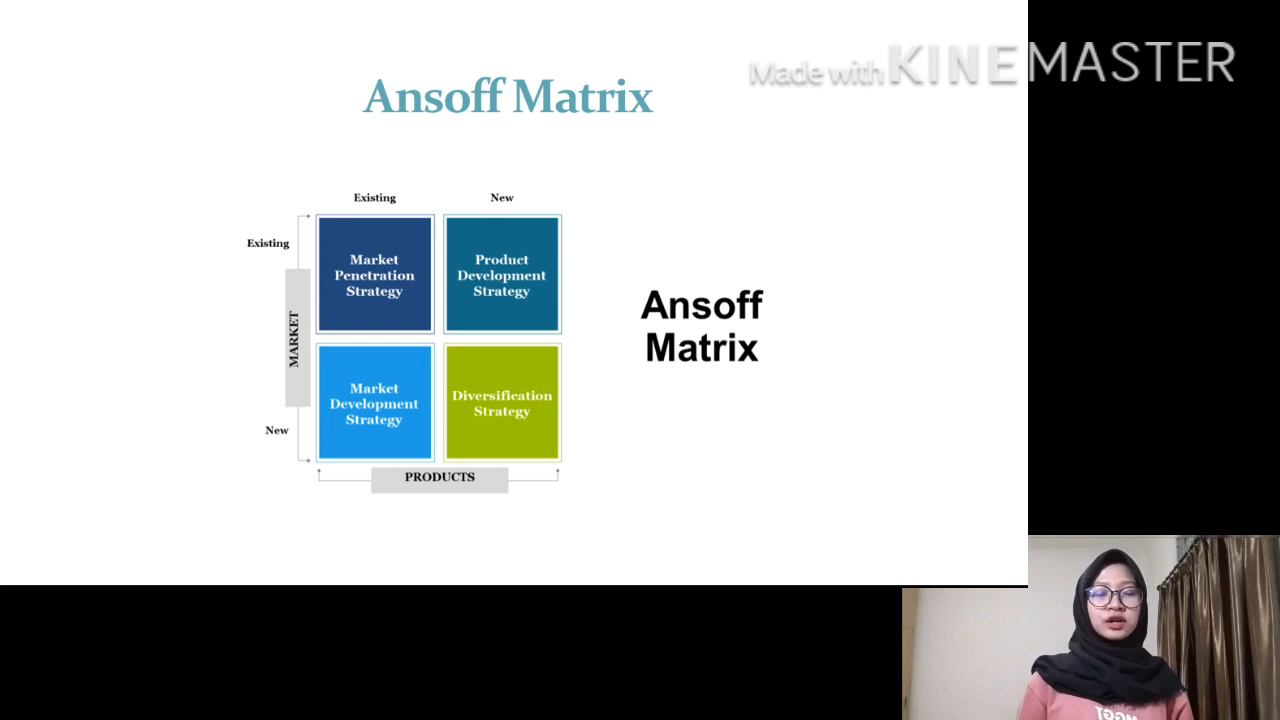 Made with KINEMASTER
Ansoff Matrix
Existing
New
Existing
Market
Penetration
Strategy
Product
Development
Strategy
MARKET
Ansoff
Matrix
Market
Development
Strategy
Diversification
Strategy
New
PRODUCTS